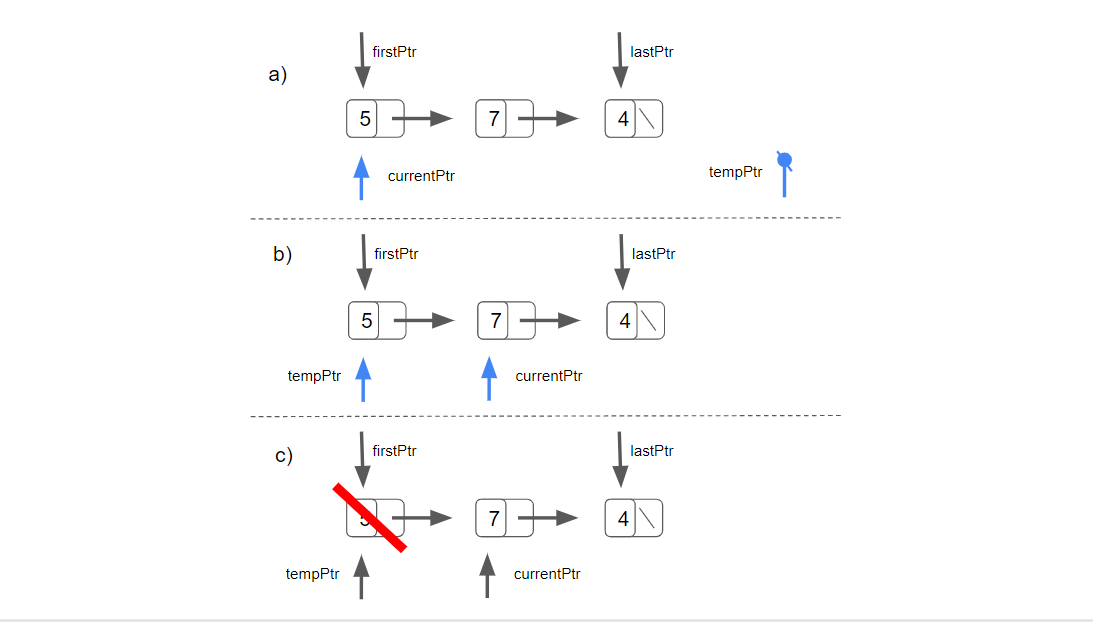 firstPtr
lastPtr
a)
5
7
4
currentPtr
tempPtr
b)
firstPtr
lastPtr
5
7
4
tempPtr
currentPtr
c)
firstPtr
lastPtr
5
7
4
tempPtr
currentPtr